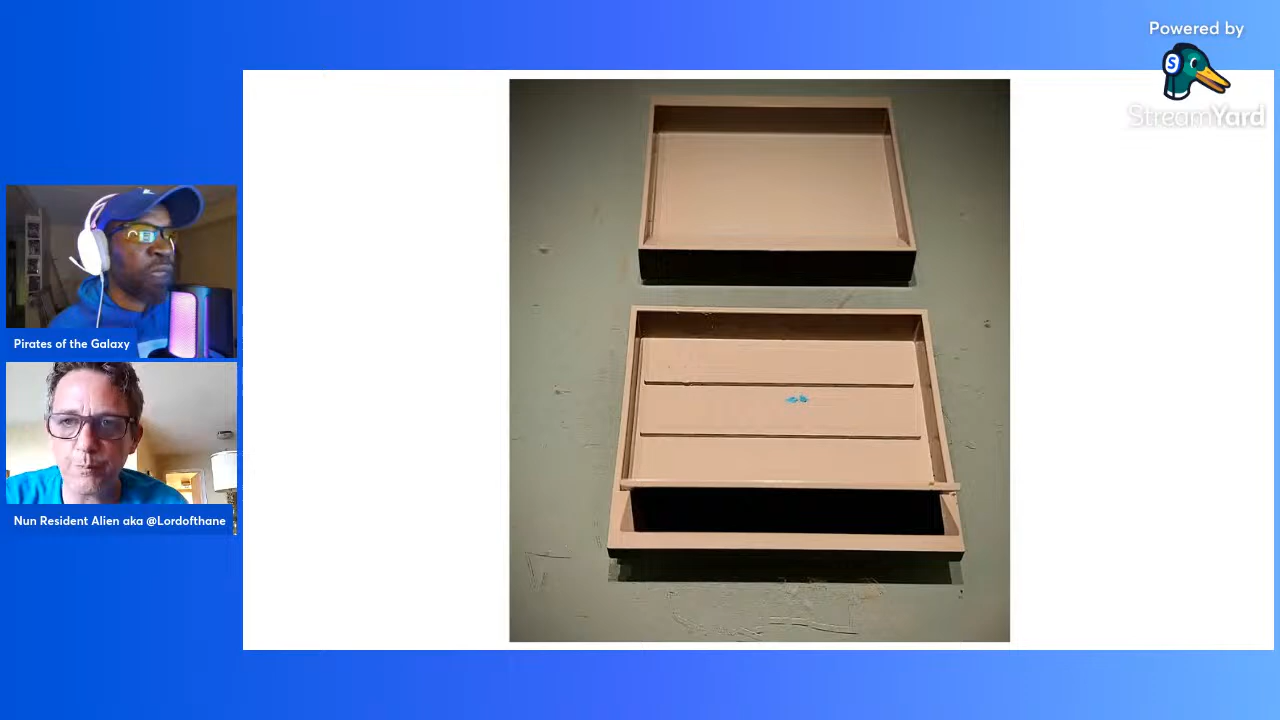 Powered by
S
StreamYard
Pirates of the Galaxy
Nun Resident Alien aka @Lordofthane